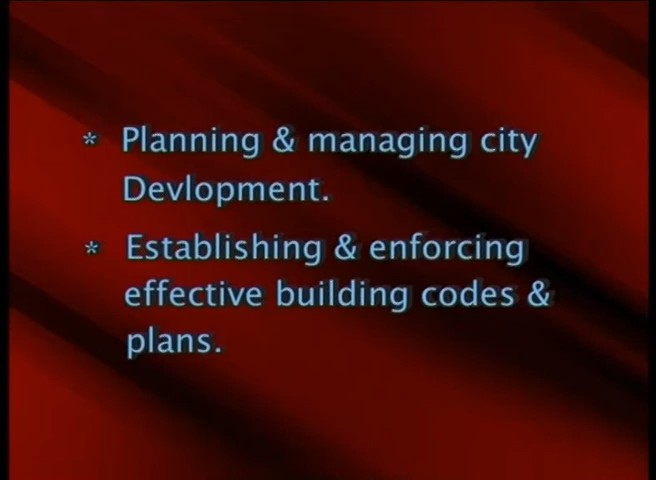 * Planning & managing city
Devlopment.
* Establishing & enforcing
effective building codes &
plans.